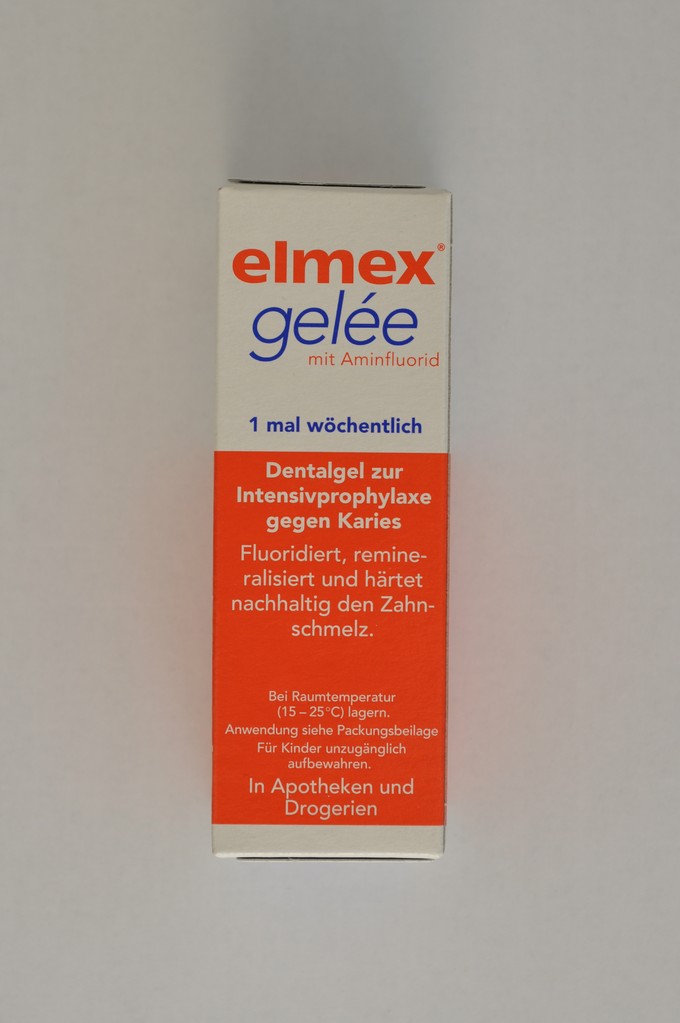 elmex®
gelée
mit Aminfluorid
1 mal wöchentlich
Dentalgel zur
Intensivprophylaxe
gegen Karies
Fluoridiert, remine-
ralisiert und härtet
nachhaltig den Zahn-
schmelz.
Bei Raumtemperatur
(15 – 25°C) lagern.
Anwendung siehe Packungsbeilage
Für Kinder unzugänglich
aufbewahren.
In Apotheken und
Drogerien